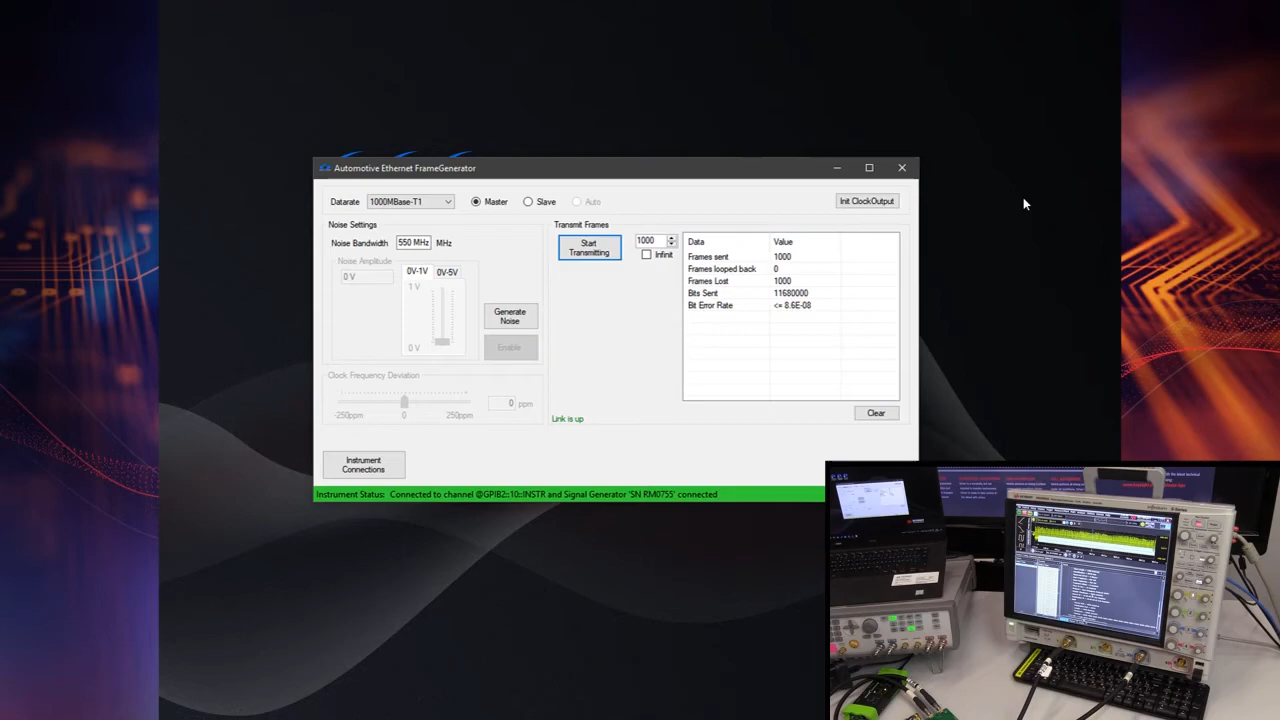 Automotive Ethernet FrameGenerator
Datarate 1000MBase-T1 Master Slave Auto Init ClockOutput
Noise Settings
Noise Bandwidth 550 MHz MHz
Noise Amplitude
0 V
0V-1V 0V-5V
1 V
0 V
Generate
Noise
Enable
Clock Frequency Deviation
-250ppm 0 250ppm
0 ppm
Transmit Frames
Start
Transmitting
1000
Infinit
Data Value
Frames sent 1000
Frames looped back 0
Frames Lost 1000
Bits Sent 11680000
Bit Error Rate <= 8.6E-08
Link is up
Clear
Instrument
Connections
Instrument Status: Connected to channel @GPIB2::10::INSTR and Signal Generator 'SN RM0755' connected